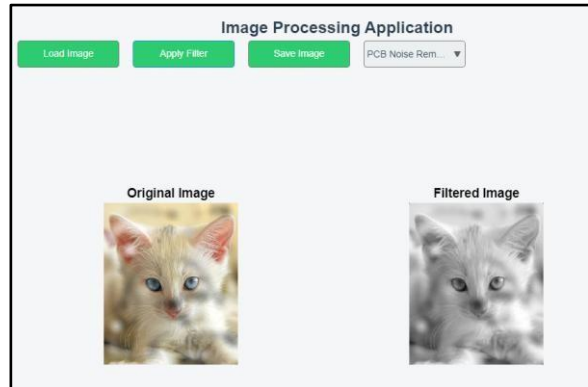 Image Processing Application
Load Image Apply Filter Save Image PCB Noise Rem...
Original Image Filtered Image